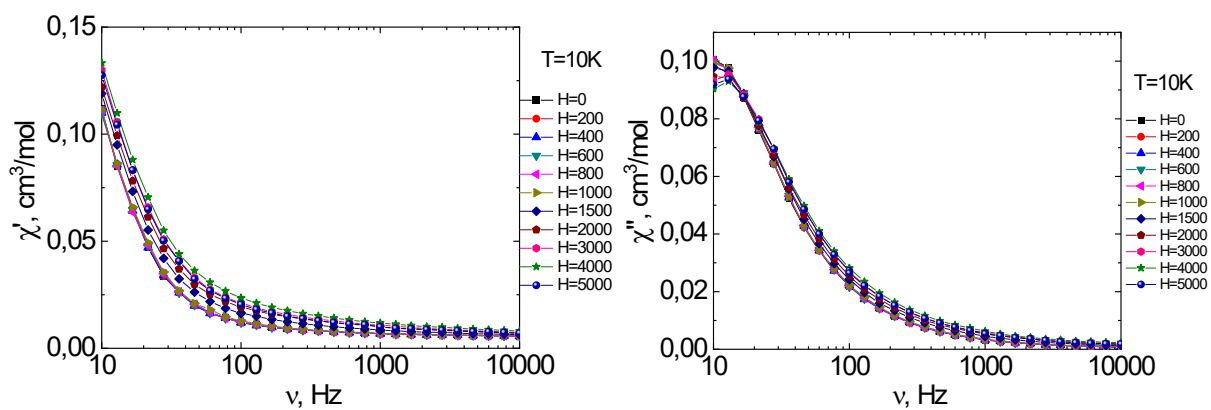 0,15
0,10
0,05
0,00
χ', cm³/mol
10
100
1000
10000
ν, Hz
T=10K
H=0
H=200
H=400
H=600
H=800
H=1000
H=1500
H=2000
H=3000
H=4000
H=5000
0,10
0,08
0,06
0,04
0,02
0,00
χ'', cm³/mol
10
100
1000
10000
ν, Hz
T=10K
H=0
H=200
H=400
H=600
H=800
H=1000
H=1500
H=2000
H=3000
H=4000
H=5000